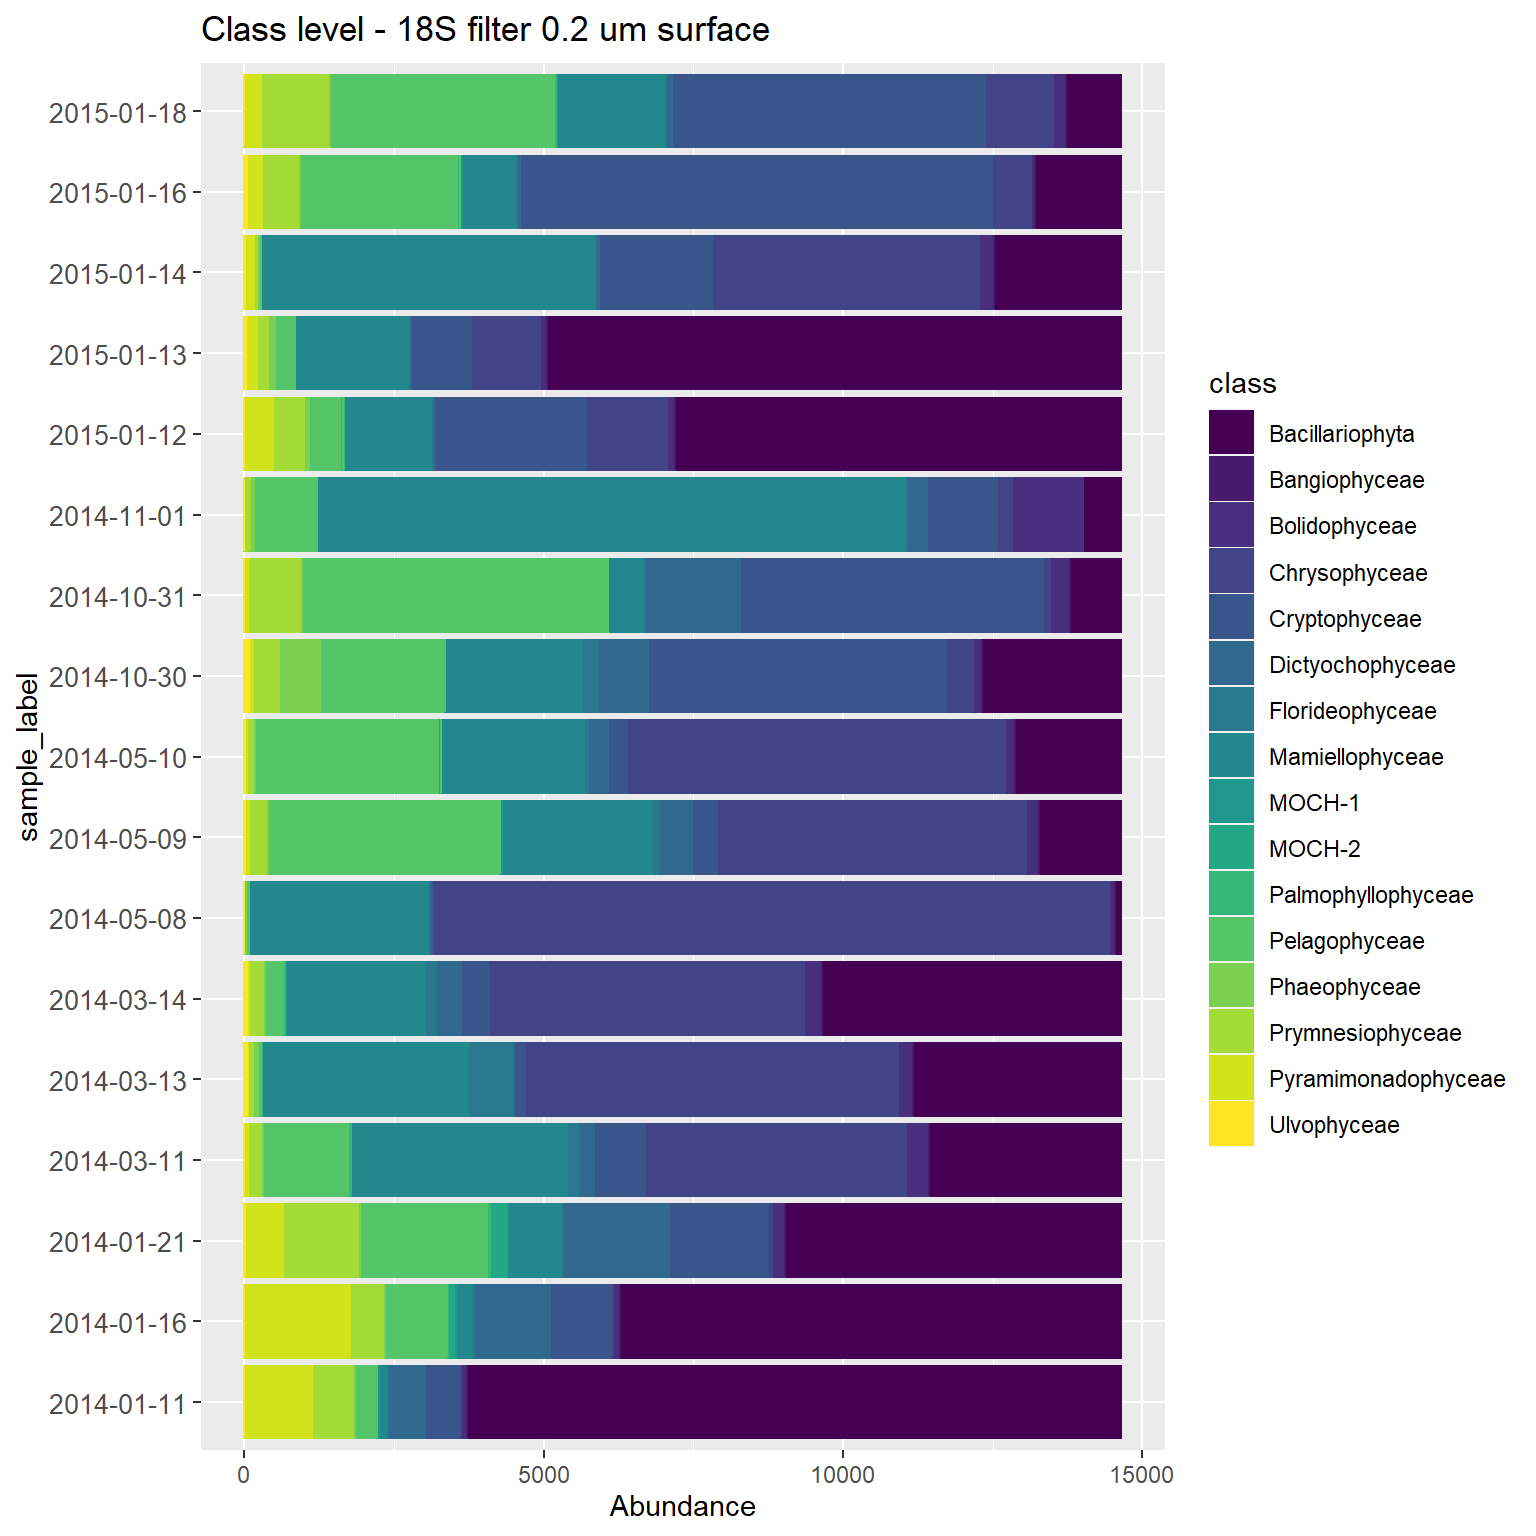 Class level - 18S filter 0.2 um surface
sample_label
2015-01-18
2015-01-16
2015-01-14
2015-01-13
2015-01-12
2014-11-01
2014-10-31
2014-10-30
2014-05-10
2014-05-09
2014-05-08
2014-03-14
2014-03-13
2014-03-11
2014-01-21
2014-01-16
2014-01-11
0 5000 10000 15000
Abundance
class
Bacillariophyta
Bangiophyceae
Bolidophyceae
Chrysophyceae
Cryptophyceae
Dictyochophyceae
Florideophyceae
Mamiellophyceae
MOCH-1
MOCH-2
Palmophyllophyceae
Pelagophyceae
Phaeophyceae
Prymnesiophyceae
Pyramimonadophyceae
Ulvophyceae